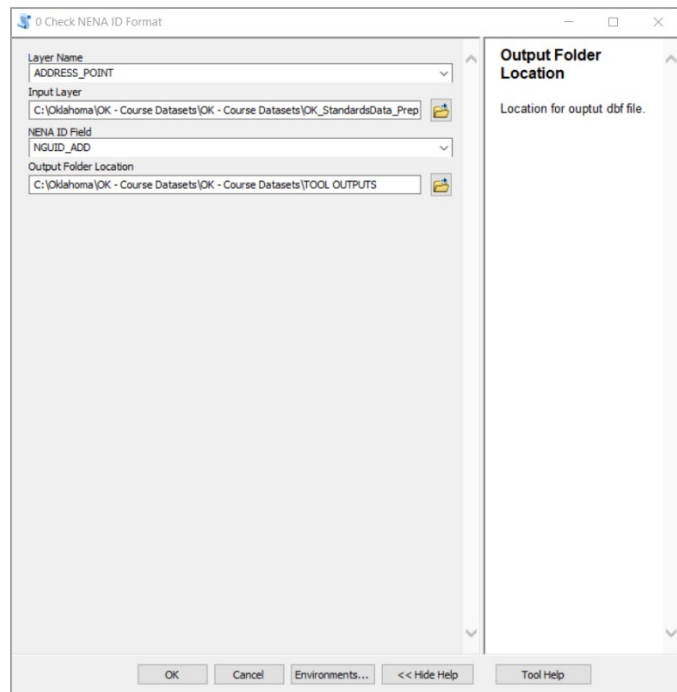 0 Check NENA ID Format
Layer Name
ADDRESS_POINT
Input Layer
C:\Oklahoma\OK - Course Datasets\OK - Course Datasets\OK_StandardsData_Prep
NENA ID Field
NGUID_ADD
Output Folder Location
C:\Oklahoma\OK - Course Datasets\OK - Course Datasets\TOOL OUTPUTS
Output Folder
Location
Location for ouptut dbf file.
OK
Cancel
Environments...
<< Hide Help
Tool Help